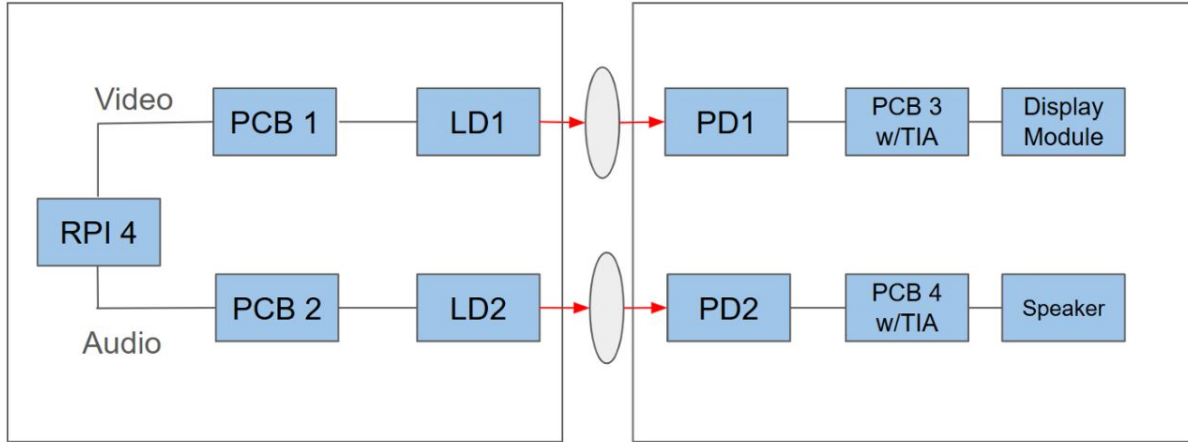 Video
PCB 1
LD1
PD1
PCB 3
w/TIA
Display
Module
RPI 4
PCB 2
LD2
PD2
PCB 4
w/TIA
Speaker
Audio